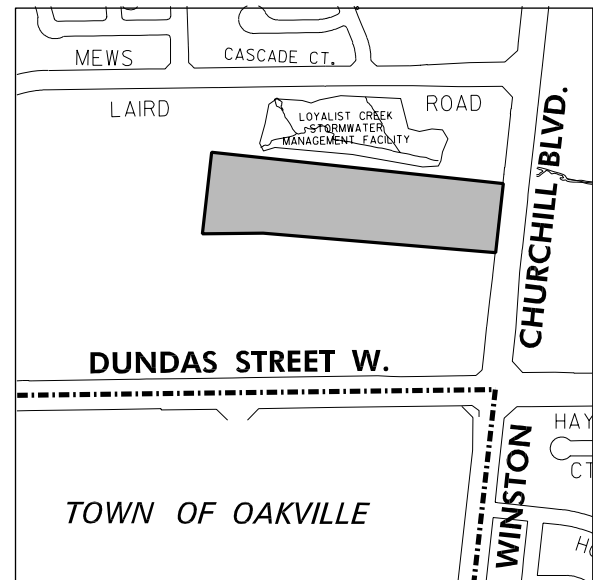 MEWS
CASCADE CT.
LAIRD
ROAD
LOYALIST CREEK
STORMWATER
MANAGEMENT FACILITY
CHURCHILL BLVD.
DUNDAS STREET W.
HAY
CT
WINSTON
TOWN OF OAKVILLE